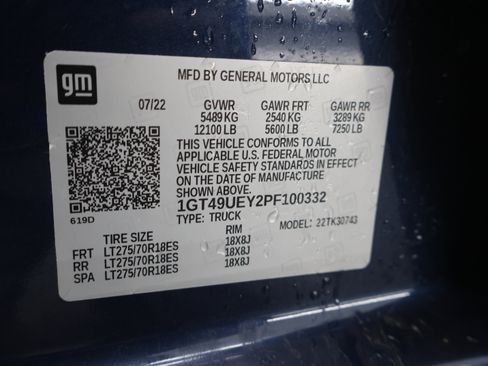 gm
MFD BY GENERAL MOTORS LLC
07/22 GVWR GAWR FRT GAWR RR
5489 KG 2540 KG 3289 KG
12100 LB 5600 LB 7250 LB
THIS VEHICLE CONFORMS TO ALL
APPLICABLE U.S. FEDERAL MOTOR
VEHICLE SAFETY STANDARDS IN EFFECT
ON THE DATE OF MANUFACTURE
SHOWN ABOVE.
619D
1GT49UEY2PF100332
TYPE: TRUCK MODEL: 22TK30743
TIRE SIZE RIM
FRT LT275/70R18ES 18X8J
RR LT275/70R18ES 18X8J
SPA LT275/70R18ES 18X8J